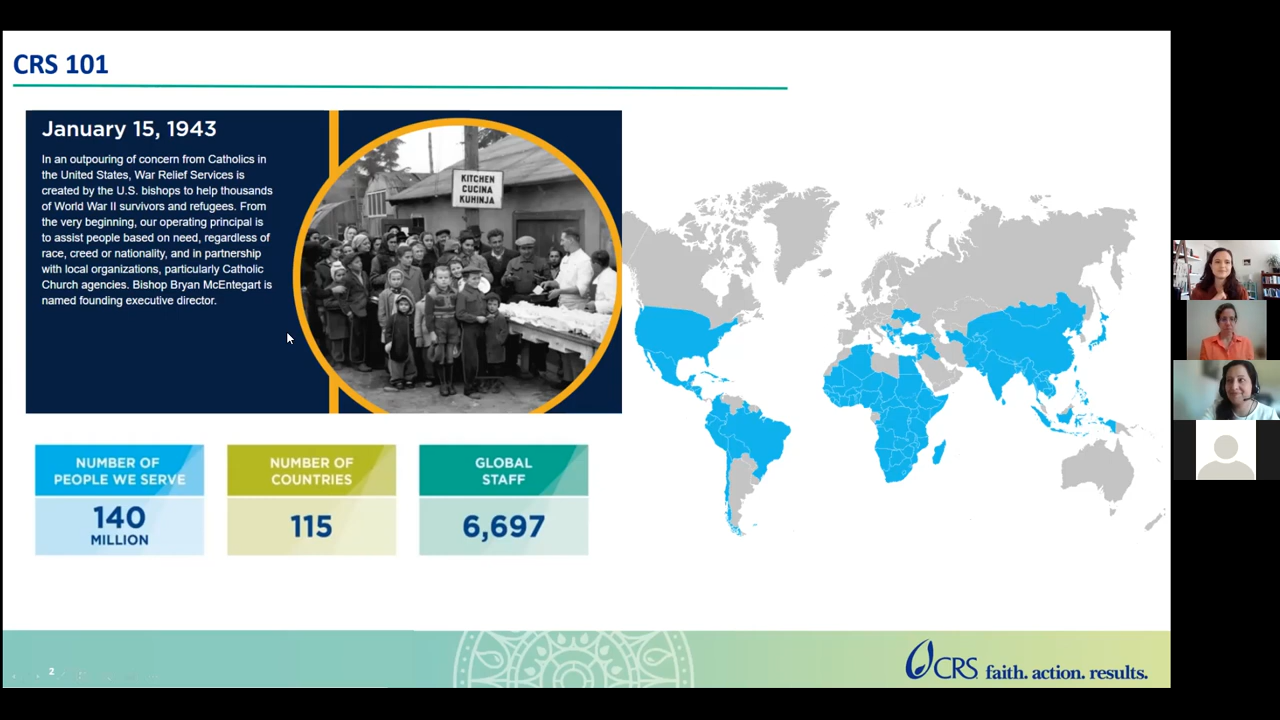 CRS 101
January 15, 1943
In an outpouring of concern from Catholics in
the United States, War Relief Services is
created by the U.S. bishops to help thousands
of World War II survivors and refugees. From
the very beginning, our operating principal is
to assist people based on need, regardless of
race, creed or nationality, and in partnership
with local organizations, particularly Catholic
Church agencies. Bishop Bryan McEntegart is
named founding executive director.
KITCHEN
CUCINA
KUHINJA
NUMBER OF
PEOPLE WE SERVE
140
MILLION
NUMBER OF
COUNTRIES
115
GLOBAL
STAFF
6,697
2
CRS faith. action. results.